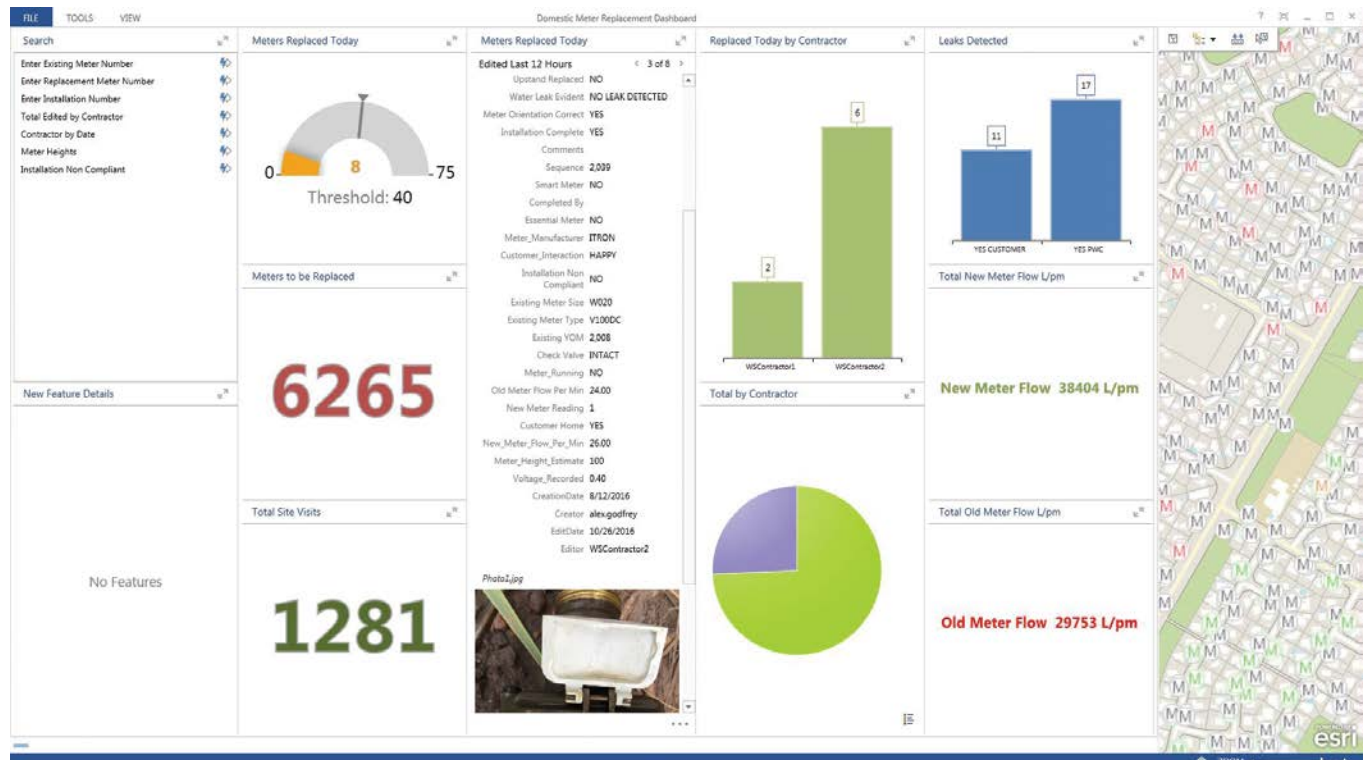 FILE TOOLS VIEW
Domestic Meter Replacement Dashboard
?
Search
Enter Existing Meter Number
Enter Replacement Meter Number
Enter Installation Number
Total Edited by Contractor
Contractor by Date
Meter Heights
Installation Non Compliant
New Feature Details
No Features
Meters Replaced Today
0
8
75
Threshold: 40
Meters to be Replaced
6265
Total Site Visits
1281
Meters Replaced Today
Edited Last 12 Hours < 3 of 8 >
Upstand Replaced NO
Water Leak Evident NO LEAK DETECTED
Meter Orientation Correct YES
Installation Complete YES
Comments
Sequence 2,039
Smart Meter NO
Completed By
Essential Meter NO
Meter_Manufacturer ITRON
Customer_Interaction HAPPY
Installation Non
Compliant NO
Existing Meter Size W020
Existing Meter Type V100DC
Existing YOM 2,008
Check Valve INTACT
Meter_Running NO
Old Meter Flow Per Min 24.00
New Meter Reading 1
Customer Home YES
New_Meter_Flow_Per_Min 26.00
Meter_Height_Estimate 100
Voltage_Recorded 0.40
CreationDate 8/12/2016
Creator alex.godfrey
EditDate 10/26/2016
Editor WSContractor2
Photo1.jpg
Replaced Today by Contractor
6
2
WSContractor1 WSContractor2
Total by Contractor
Leaks Detected
17
11
YES CUSTOMER YES PWC
Total New Meter Flow L/pm
New Meter Flow 38404 L/pm
Total Old Meter Flow L/pm
Old Meter Flow 29753 L/pm
esri